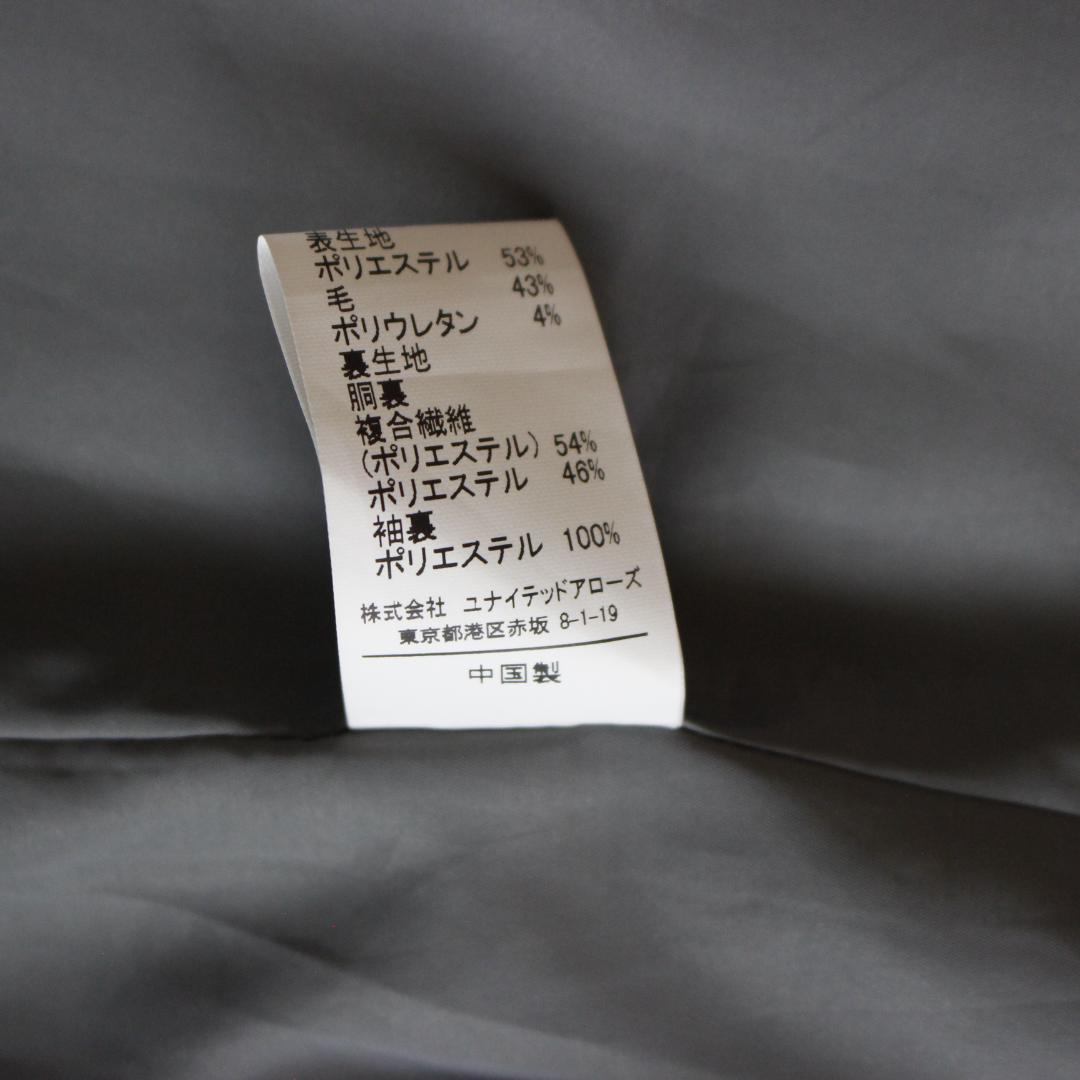 表生地
ポリエステル 53%
毛 43%
ポリウレタン 4%
裏生地
胴裏
複合繊維
(ポリエステル) 54%
ポリエステル 46%
袖裏
ポリエステル 100%
株式会社 ユナイテッドアローズ
東京都港区赤坂 8-1-19
中国製